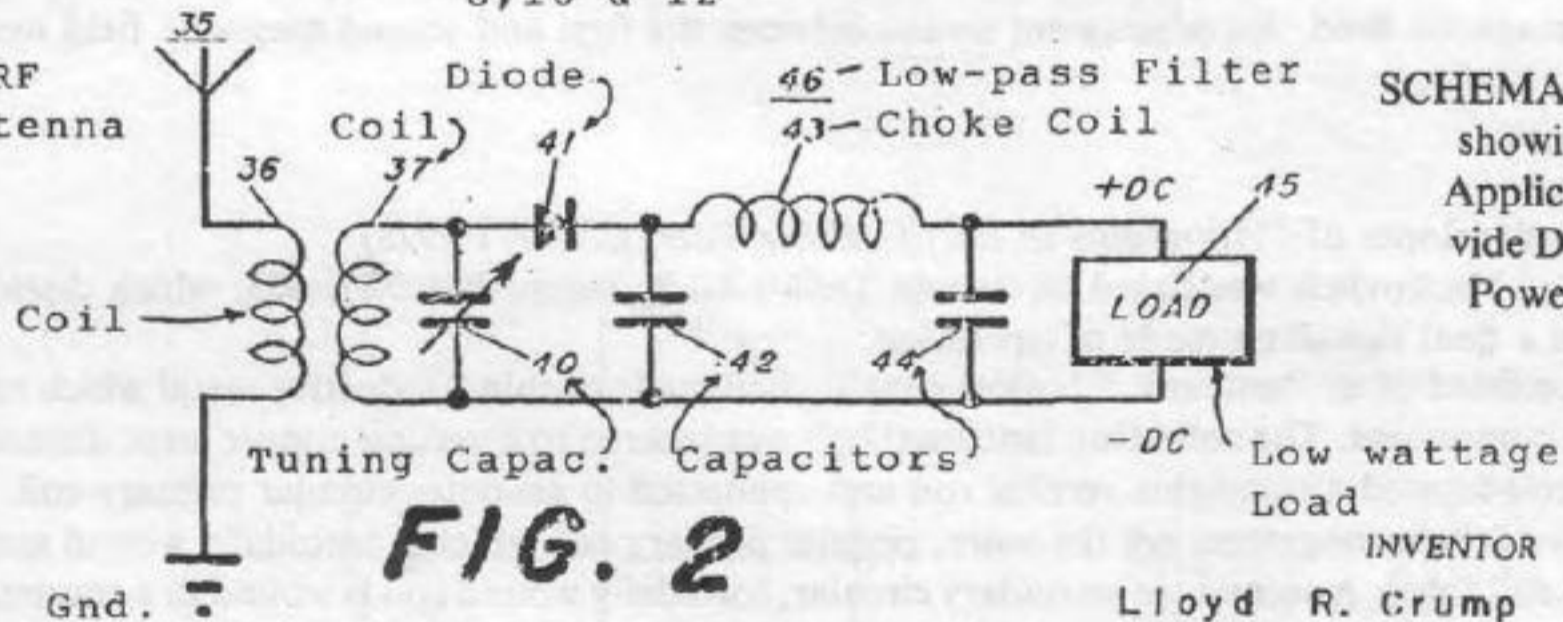 35
RF
Diode
46 Low-pass Filter
SCHEMA
tenna
Coil
43 Choke Coil
showi
36
37
41
+DC
45
Applic
vide D
Coil
LOAD
Powe
40
42
44
Tuning Capac.
Capacitors
-DC
Low wattage
Load
FIG. 2
INVENTOR
Gnd.
Lloyd R. Crump